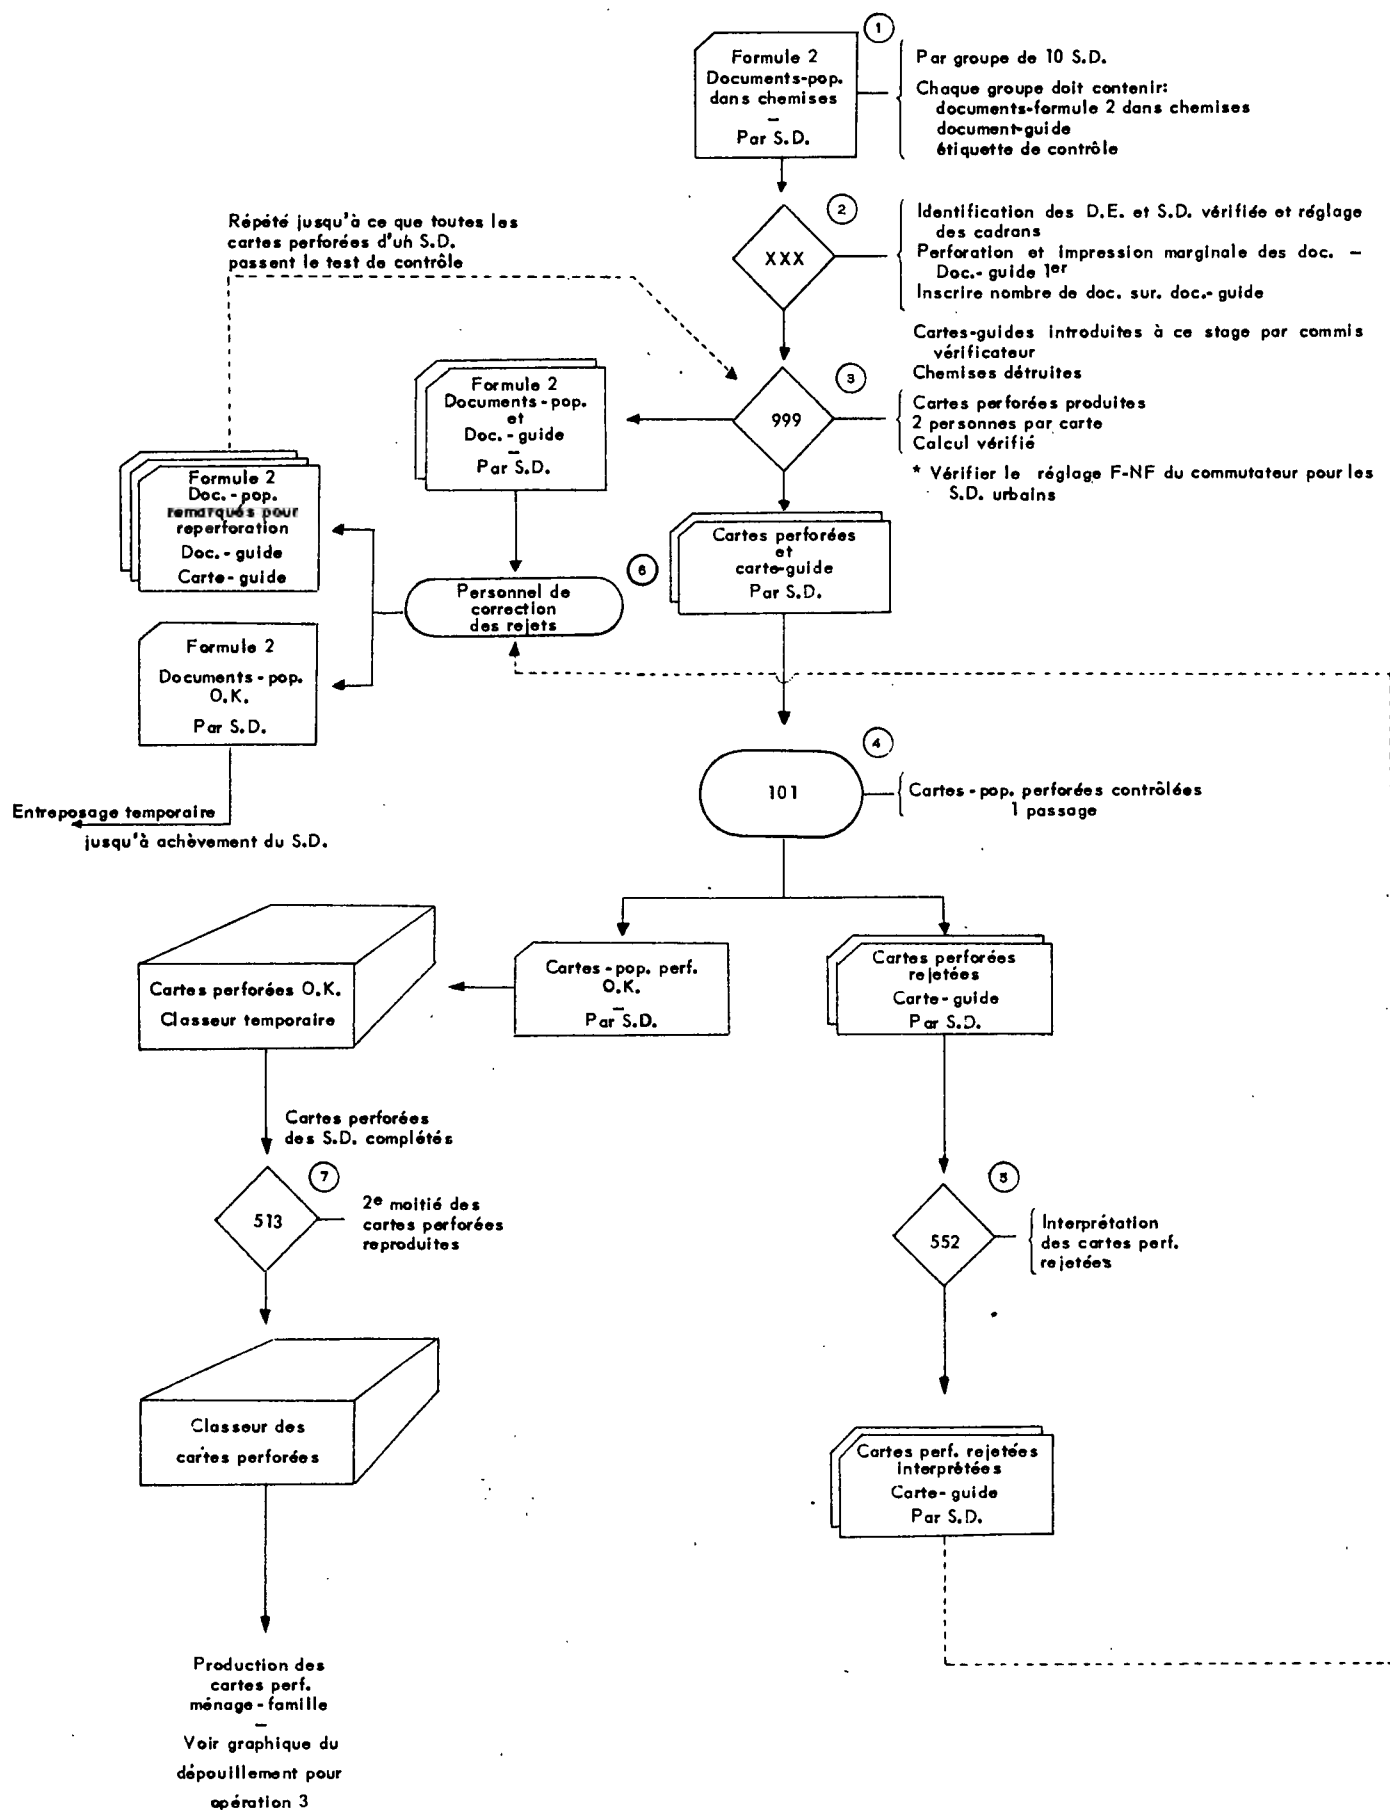 1
Formule 2
Documents-pop.
dans chemises
—
Par S.D.
Par groupe de 10 S.D.
Chaque groupe doit contenir:
documents-formule 2 dans chemises
document-guide
étiquette de contrôle
2
XXX
Identification des D.E. et S.D. vérifiée et réglage
des cadrans
Perforation et impression marginale des doc. —
Doc.- guide 1er
Inscrire nombre de doc. sur. doc.- guide
Répété jusqu'à ce que toutes les
cartes perforées d'uh S.D.
passent le test de contrôle
Cartes-guides introduites à ce stage par commis
vérificateur
Chemises détruites
3
999
Cartes perforées produites
2 personnes par carte
Calcul vérifié
* Vérifier le réglage F-NF du commutateur pour les
S.D. urbains
Formule 2
Documents - pop.
et
Doc. - guide
—
Par S.D.
Formule 2
Doc. - pop.
remarqués pour
reperforation
Doc. - guide
Carte - guide
Cartes perforées
et
carte-guide
Par S.D.
6
Personnel de
correction
des rejets
Formule 2
Documents - pop.
O.K.
Par S.D.
Entreposage temporaire
jusqu'à achèvement du S.D.
4
101
Cartes - pop. perforées contrôlées
1 passage
Cartes perforées O.K.
Classeur temporaire
Cartes - pop. perf.
O.K.
—
Par S.D.
Cartes perforées
rejetées
Carte - guide
Par S.D.
Cartes perforées
des S.D. complétés
7
513
2e moitié des
cartes perforées
reproduites
5
552
Interprétation
des cartes perf.
rejetées
Classeur des
cartes perforées
Cartes perf. rejetées
interprétées
Carte - guide
Par S.D.
Production des
cartes perf.
ménage - famille
—
Voir graphique du
dépouillement pour
opération 3